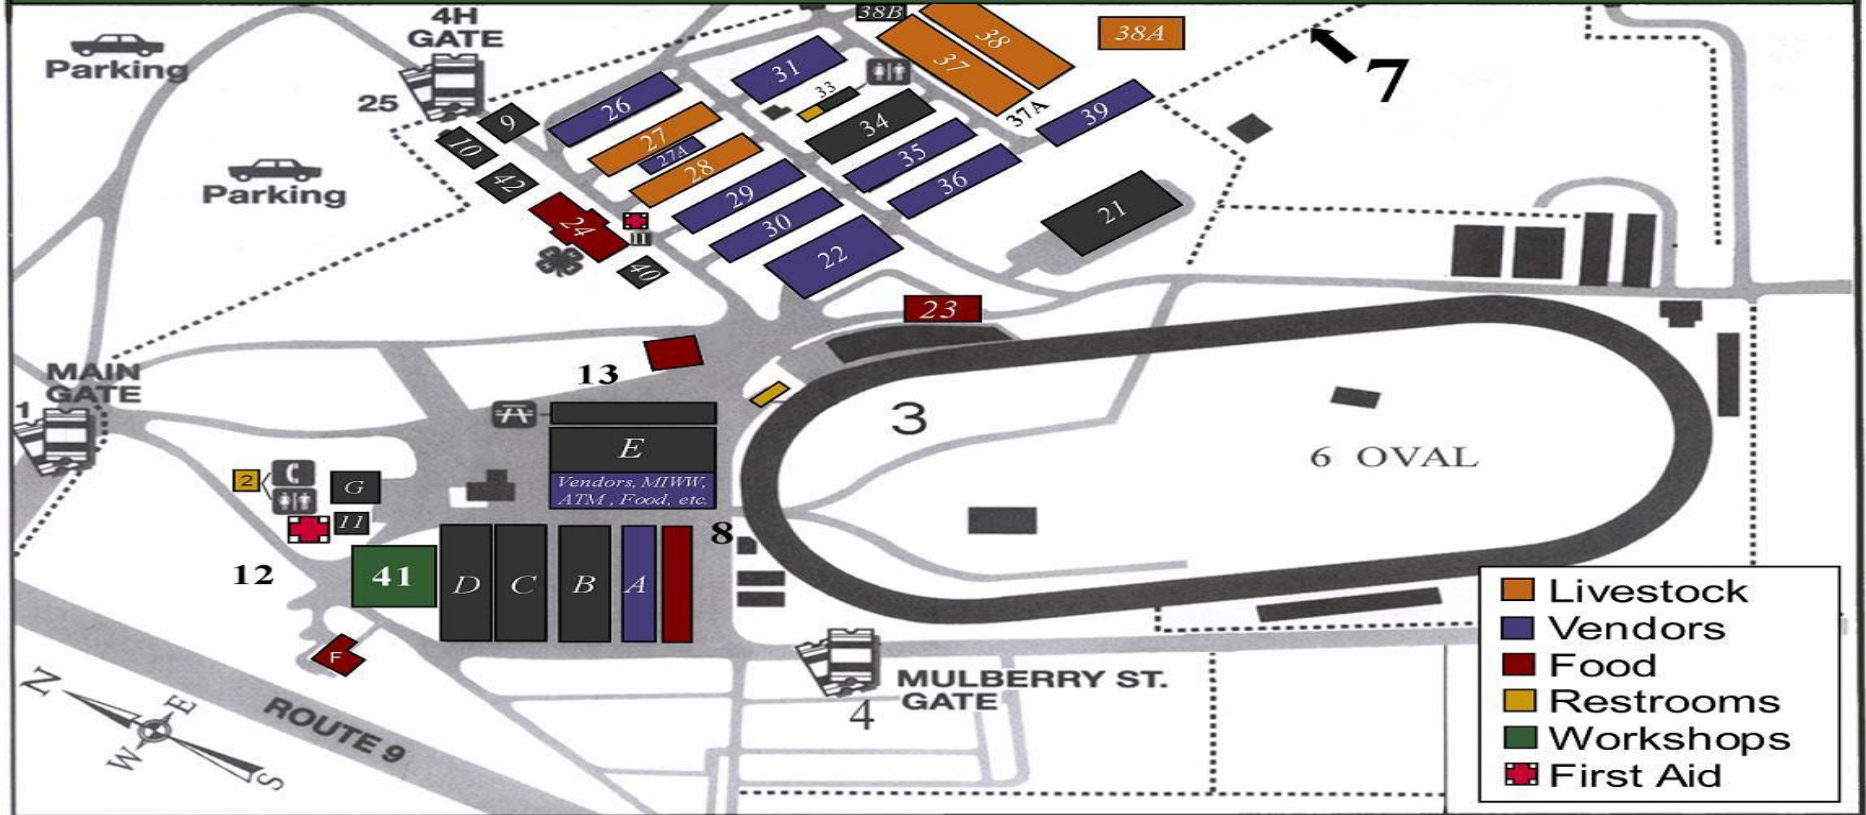 4H
GATE
38B
38
38A
Parking
37
7
31
25
33
37A
26
9
34
39
27
10
27A
35
28
42
36
Parking
29
21
24
30
11
22
40
23
MAIN
GATE
13
1
3
E
6 OVAL
2
G
Vendors, MIWW,
ATM , Food, etc.
11
8
12
41
D
C
B
A
F
Livestock
Vendors
Food
Restrooms
Workshops
First Aid
MULBERRY ST.
GATE
4
N
E
W
S
ROUTE 9